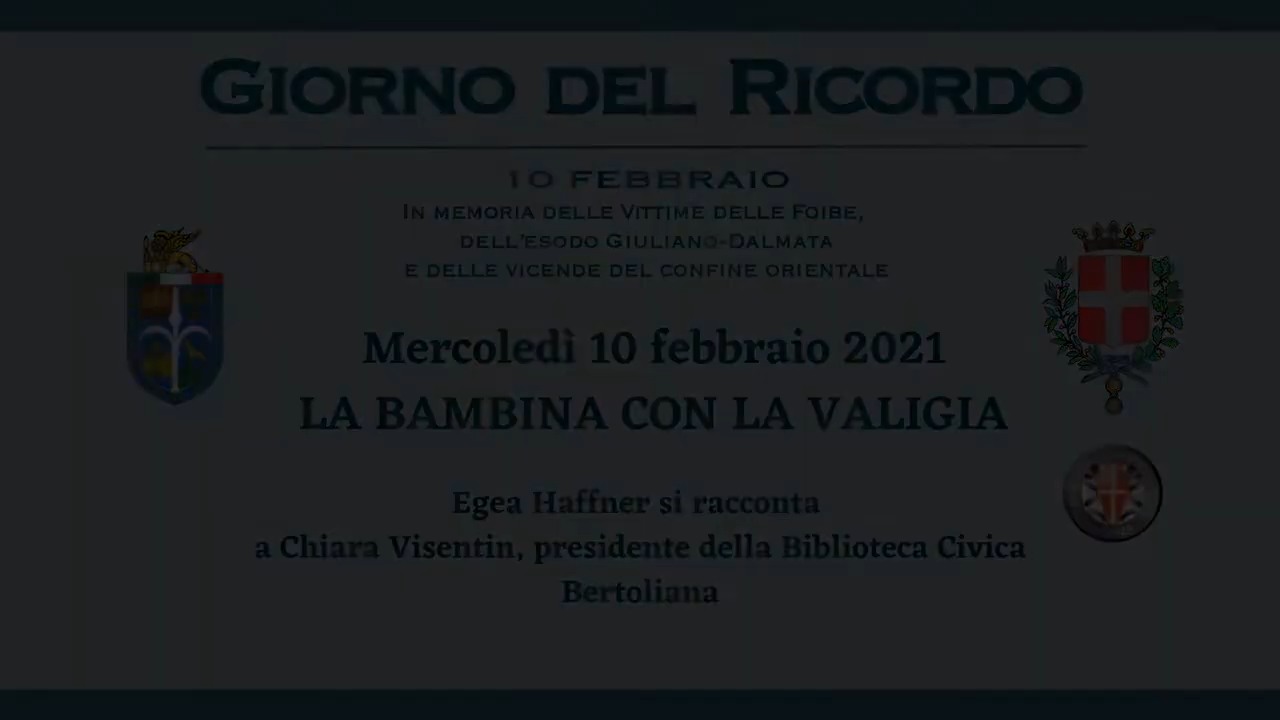 GIORNO DEL RICORDO
10 FEBBRAIO
IN MEMORIA DELLE VITTIME DELLE FOIBE,
DELL'ESODO GIULIANO-DALMATA
E DELLE VICENDE DEL CONFINE ORIENTALE
Mercoledì 10 febbraio 2021
LA BAMBINA CON LA VALIGIA
Egea Haffner si racconta
a Chiara Visentin, presidente della Biblioteca Civica
Bertoliana